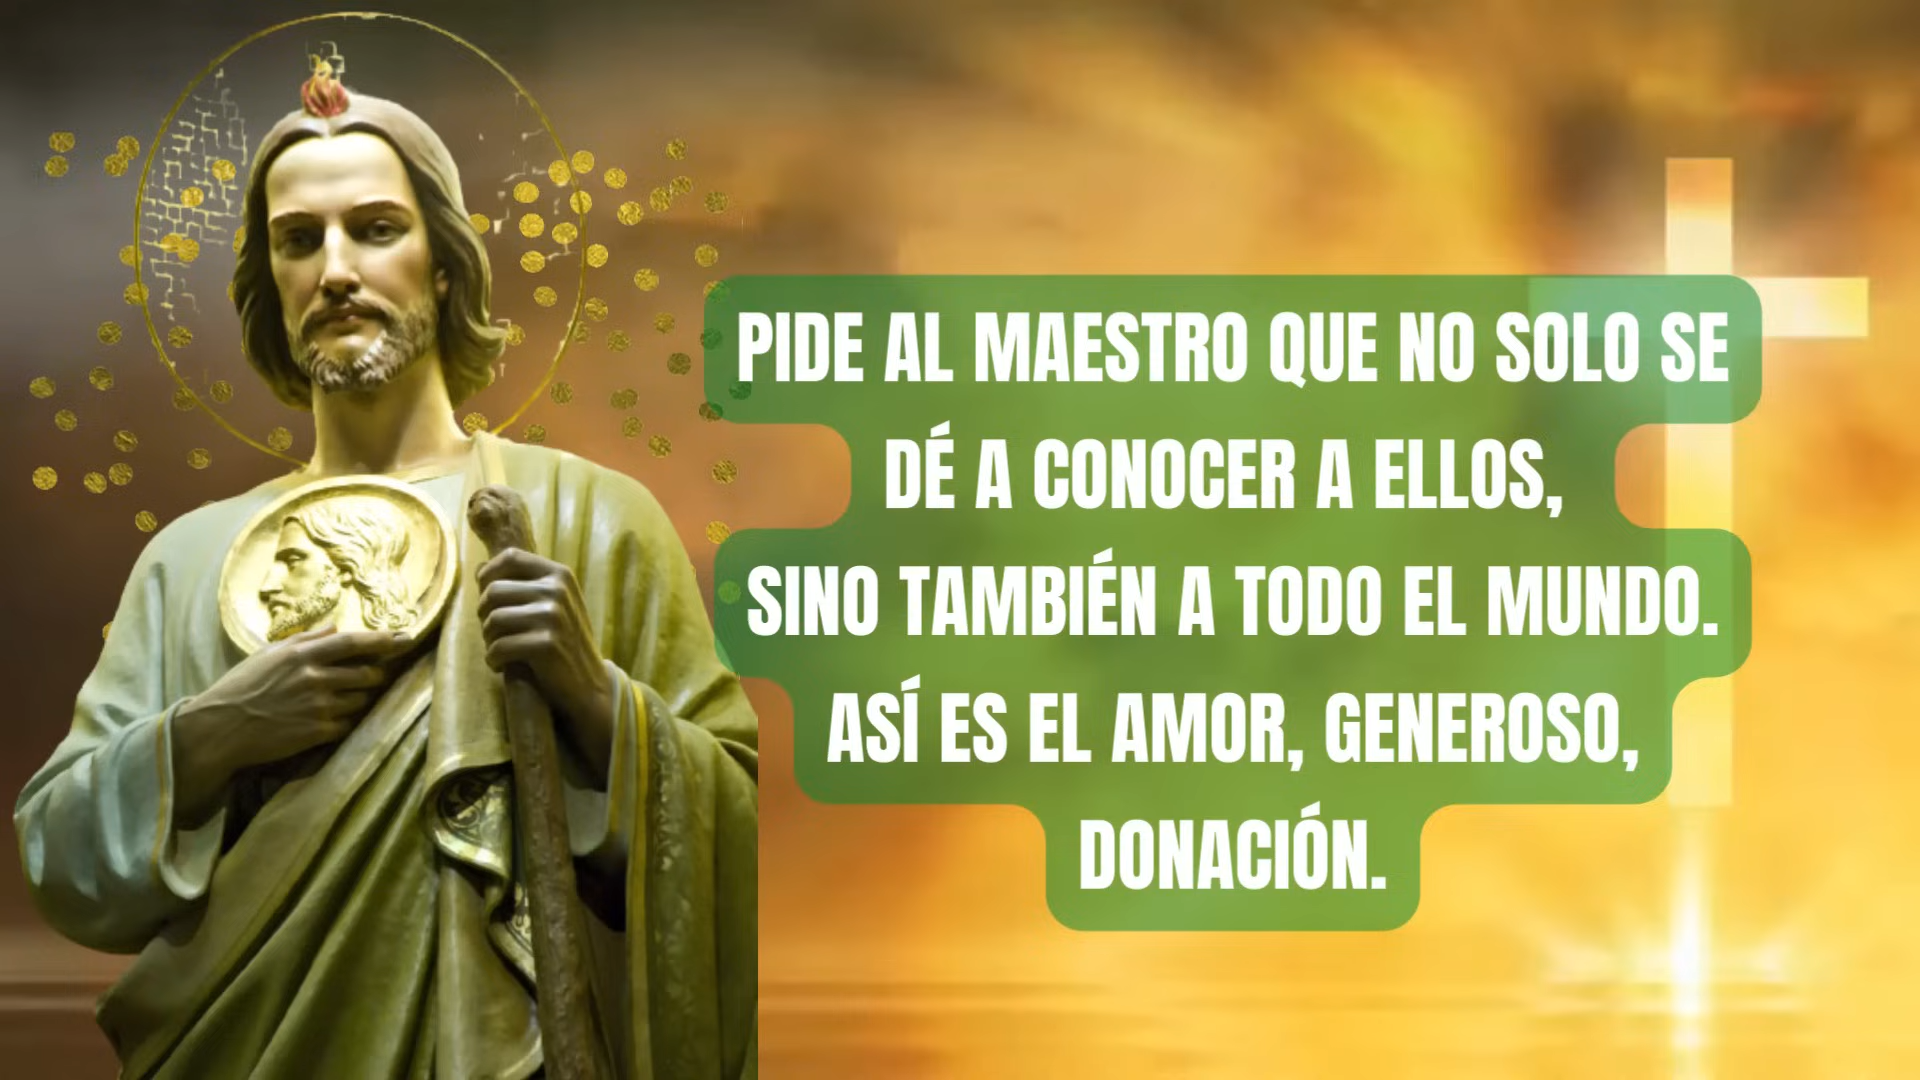 PIDE AL MAESTRO QUE NO SOLO SE
DÉ A CONOCER A ELLOS,
SINO TAMBIÉN A TODO EL MUNDO.
ASÍ ES EL AMOR, GENEROSO,
DONACIÓN.